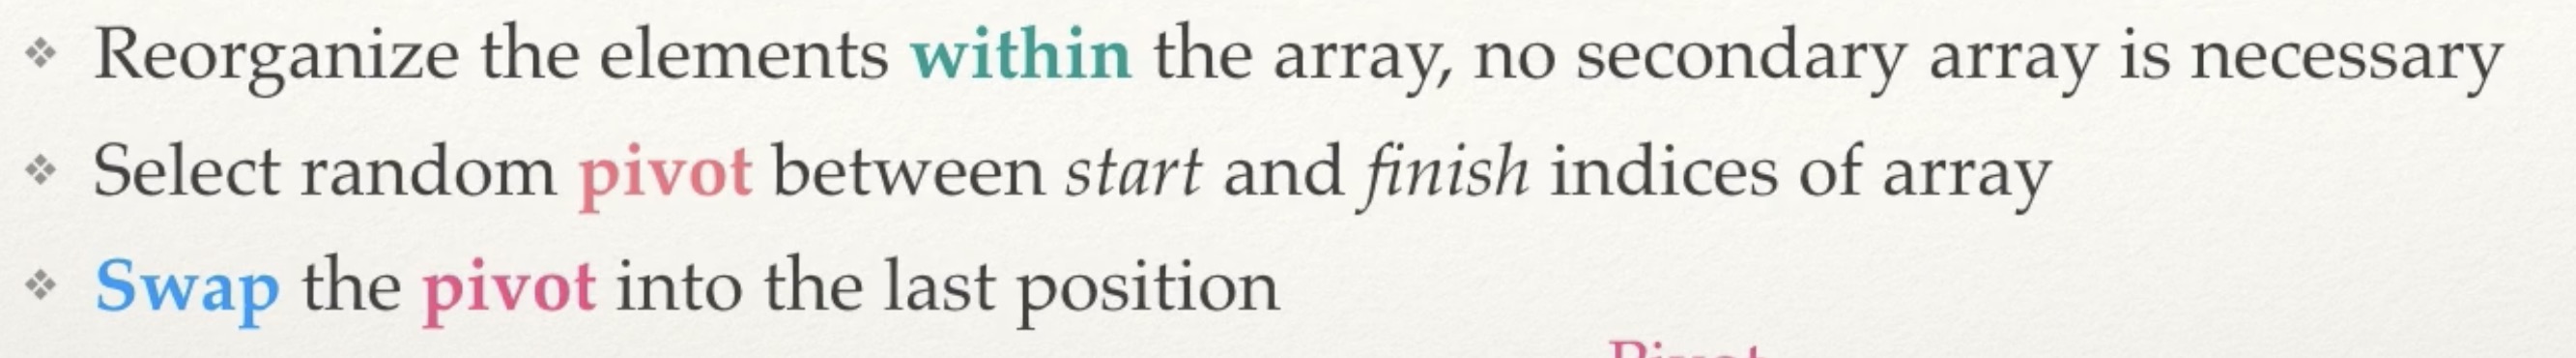 ❖ Reorganize the elements within the array, no secondary array is necessary
❖ Select random pivot between start and finish indices of array
❖ Swap the pivot into the last position
Pivot